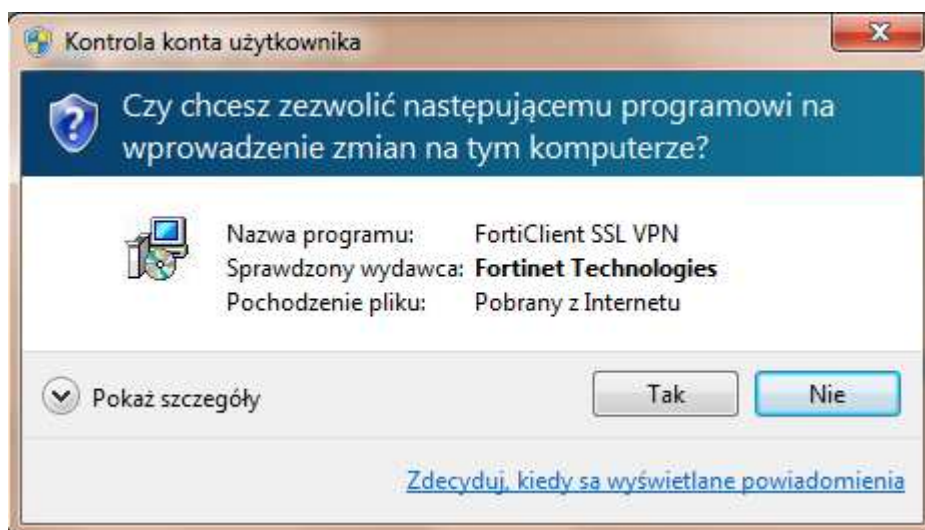 Kontrola konta użytkownika
Czy chcesz zezwolić następującemu programowi na
wprowadzenie zmian na tym komputerze?
Nazwa programu: FortiClient SSL VPN
Sprawdzony wydawca: Fortinet Technologies
Pochodzenie pliku: Pobrany z Internetu
Pokaż szczegóły Tak Nie
Zdecyduj, kiedy sa wyświetlane powiadomienia